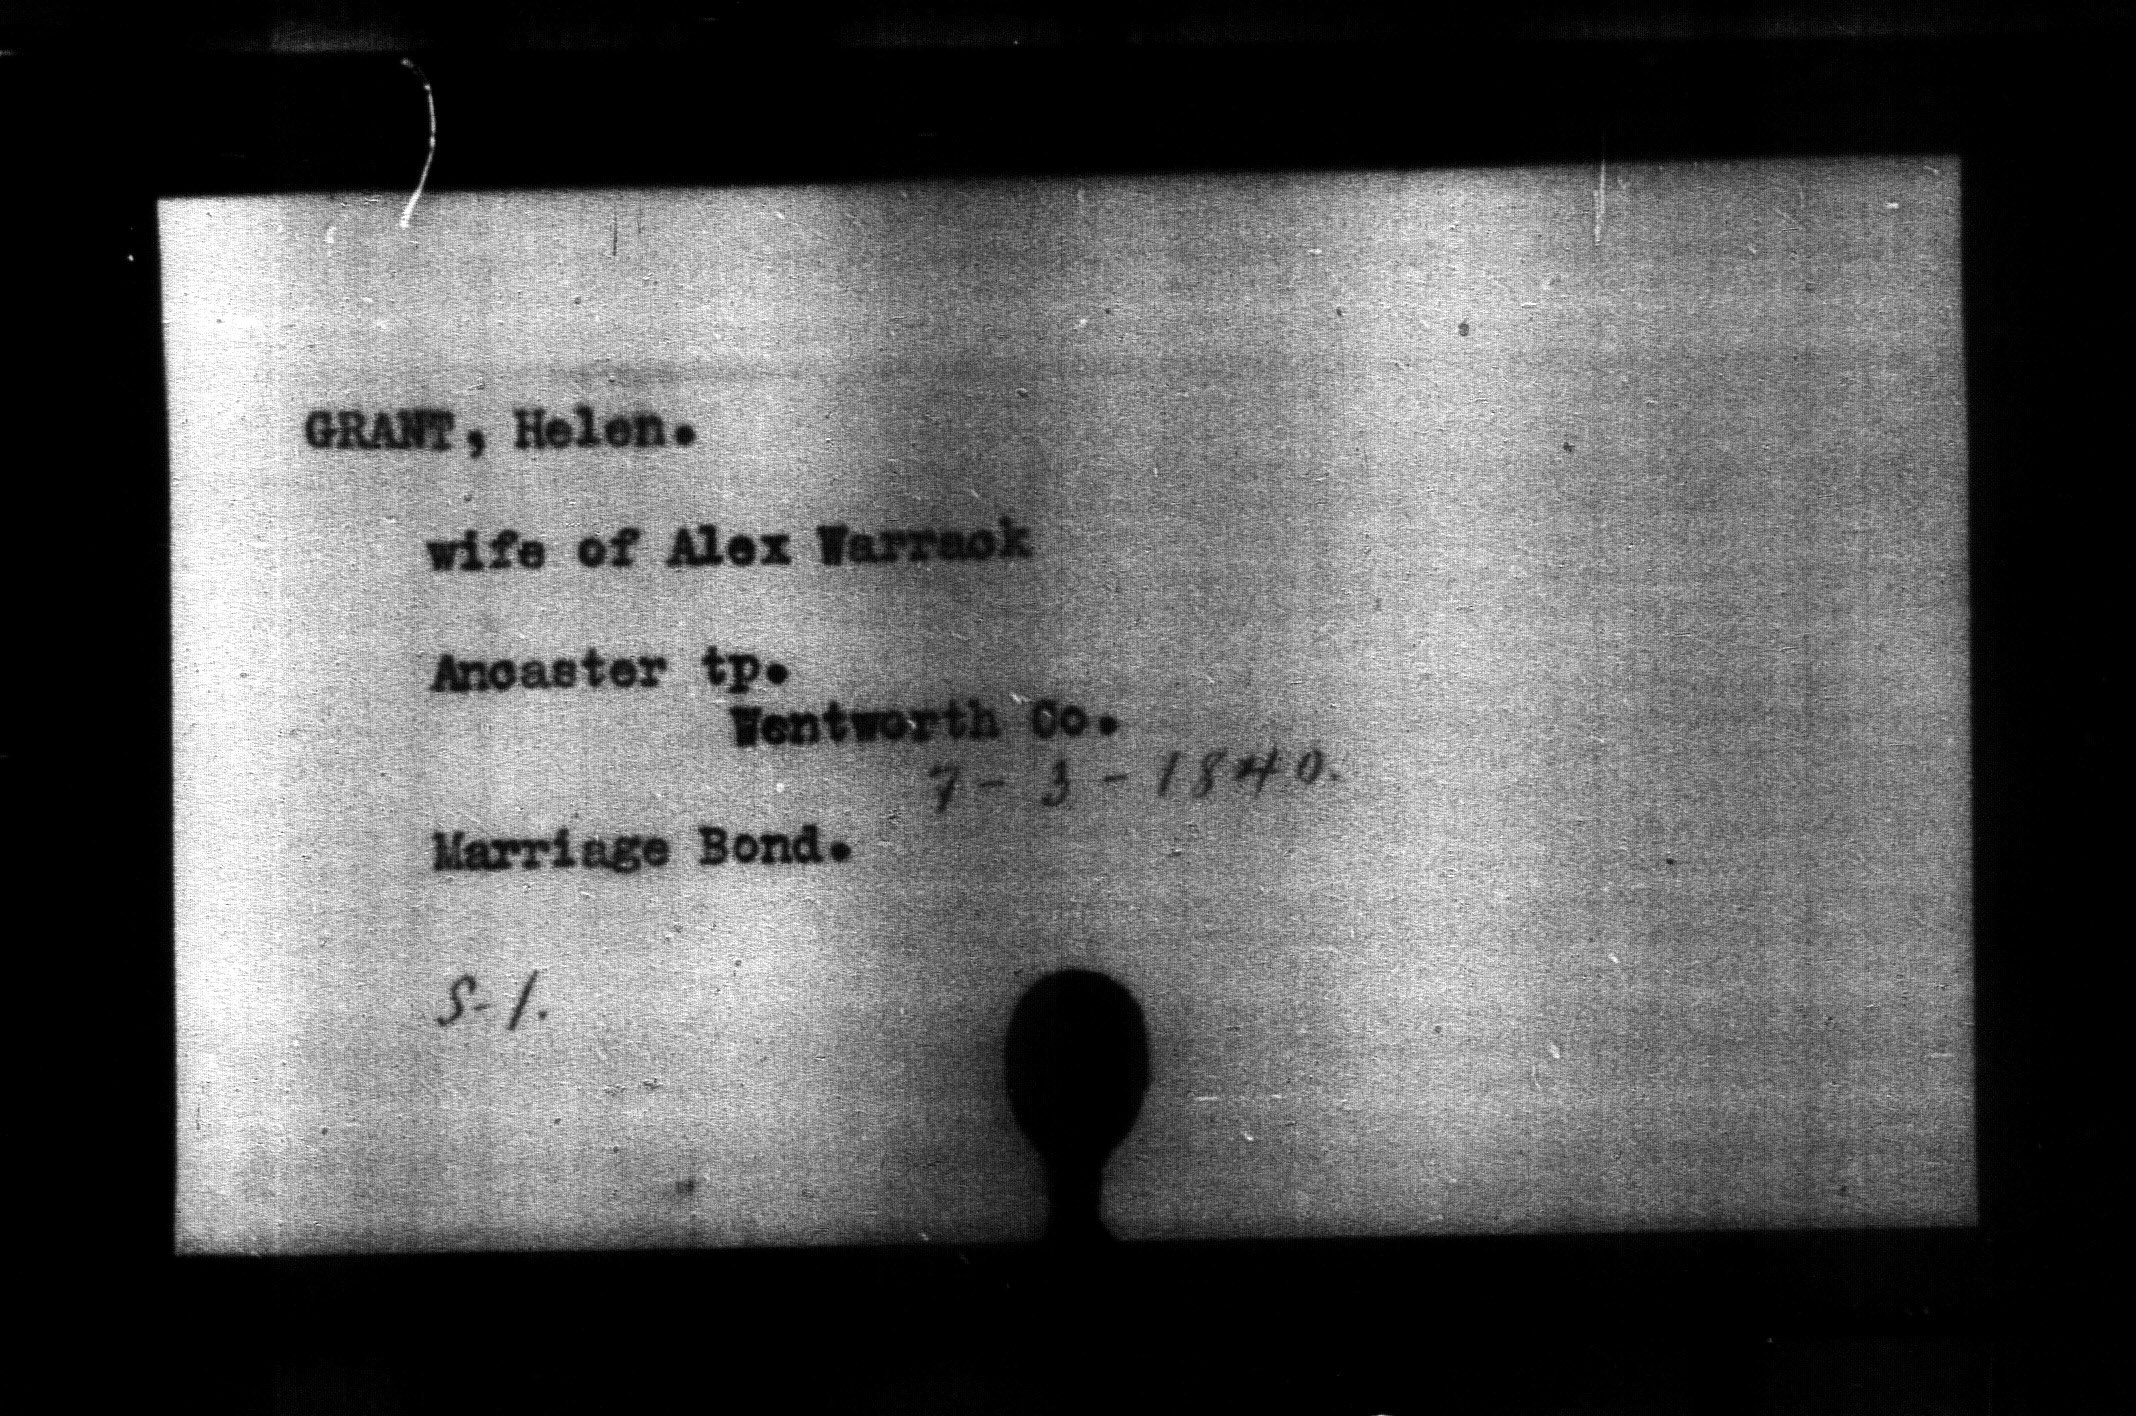 GRANT, Helen.
wife of Alex Warrack
Ancaster tp.
Wentworth Co.
7-3-1840.
Marriage Bond.
S-1.